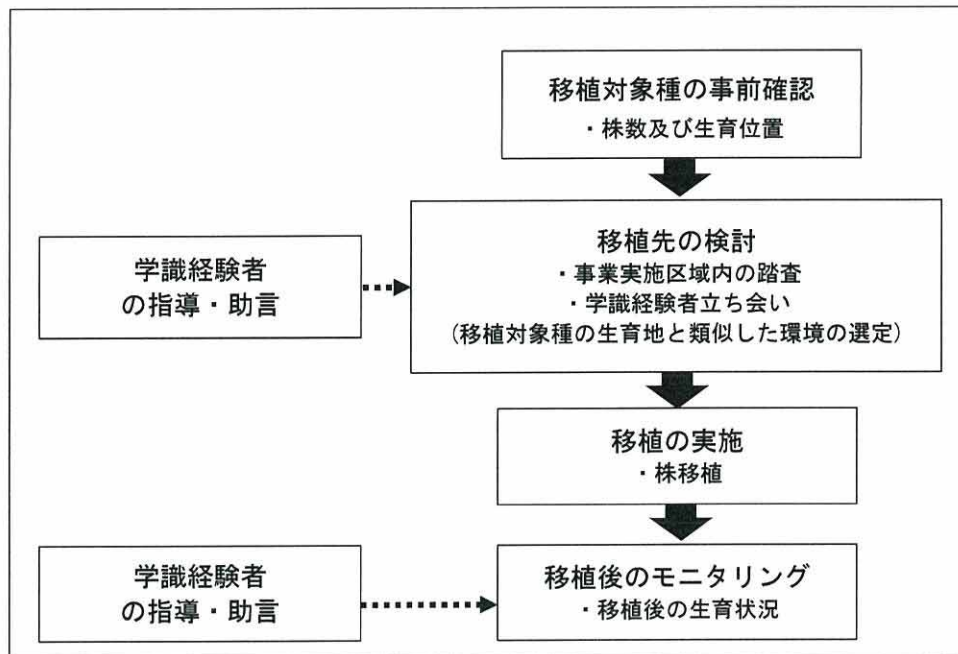 移植対象種の事前確認
・株数及び生育位置
学識経験者
の指導・助言
移植先の検討
・事業実施区域内の踏査
・学識経験者立ち会い
(移植対象種の生育地と類似した環境の選定)
移植の実施
・株移植
学識経験者
の指導・助言
移植後のモニタリング
・移植後の生育状況